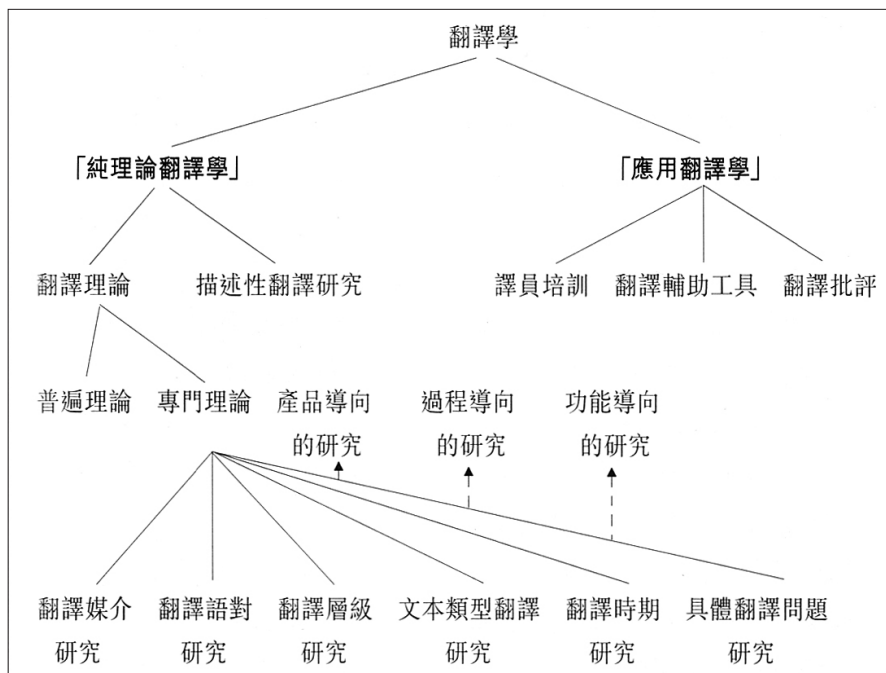 翻譯學
「純理論翻譯學」 「應用翻譯學」
翻譯理論 描述性翻譯研究 譯員培訓 翻譯輔助工具 翻譯批評
普遍理論 專門理論 產品導向 過程導向 功能導向
的研究 的研究 的研究
翻譯媒介 翻譯語對 翻譯層級 文本類型翻譯 翻譯時期 具體翻譯問題
研究 研究 研究 研究 研究 研究